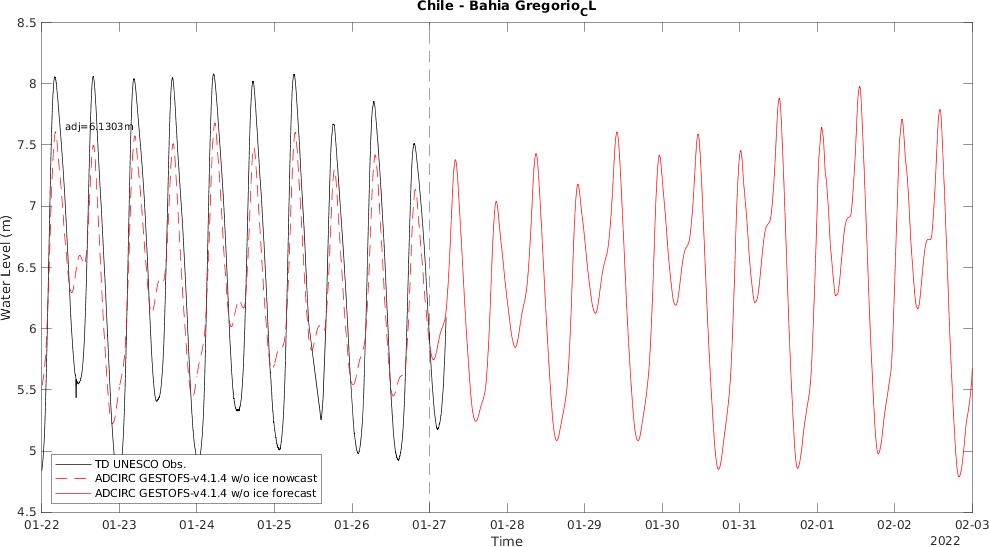 Chile - Bahia GregorioCL
8.5
8
7.5
7
6.5
6
5.5
5
4.5
Water Level (m)
adj=6.1303m
TD UNESCO Obs.
ADCIRC GESTOFS-v4.1.4 w/o ice nowcast
ADCIRC GESTOFS-v4.1.4 w/o ice forecast
01-22 01-23 01-24 01-25 01-26 01-27 01-28 01-29 01-30 01-31 02-01 02-02 02-03
Time
2022